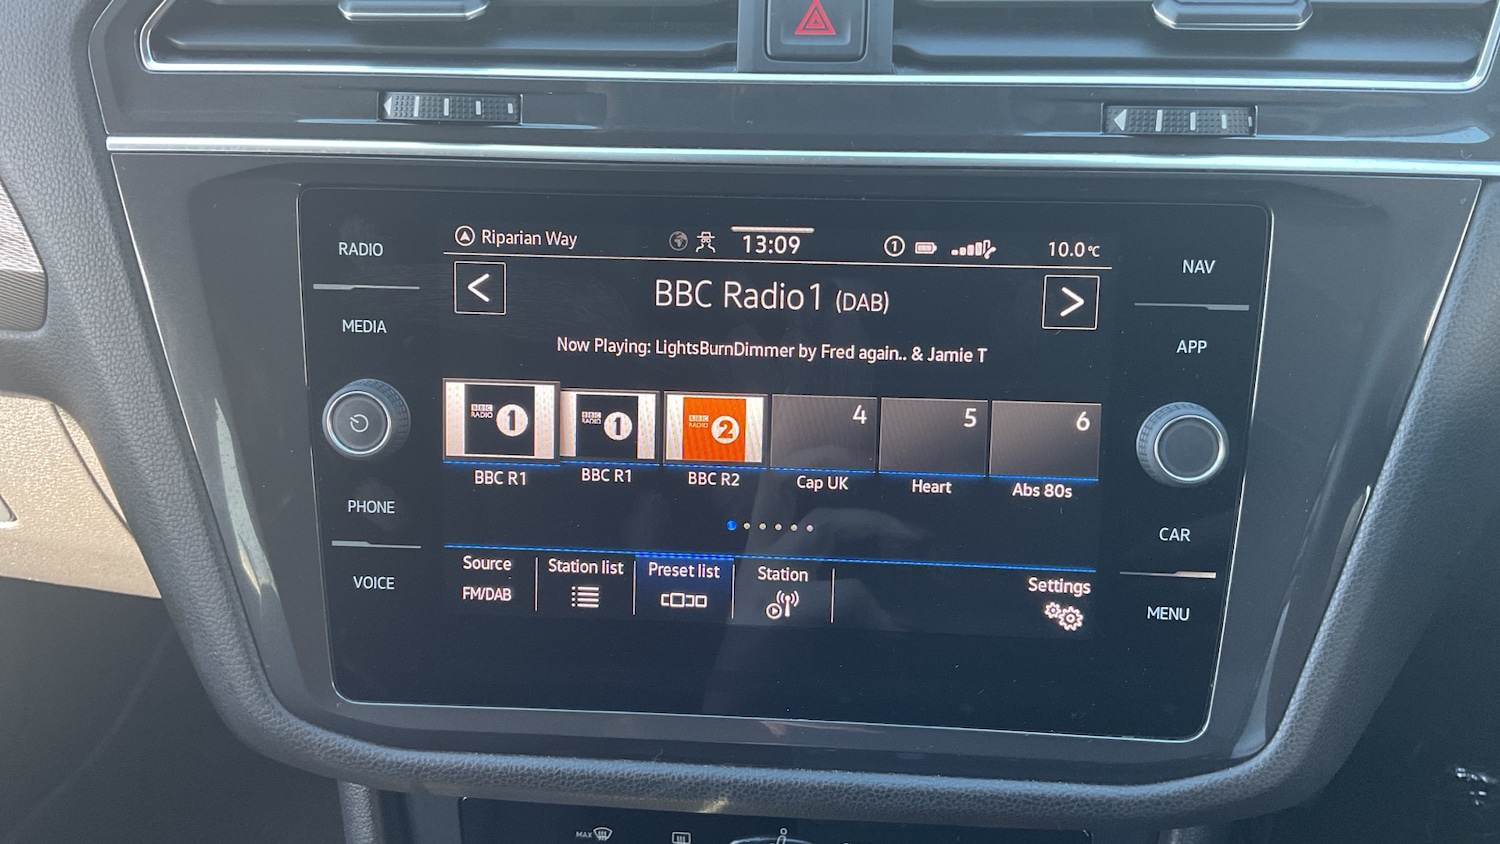 RADIO
MEDIA
PHONE
VOICE
Riparian Way
13:09
1
10.0°C
BBC Radio1 (DAB)
Now Playing: LightsBurnDimmer by Fred again.. & Jamie T
BBC RADIO 1
BBC RADIO 1
BBC RADIO 2
4
5
6
BBC R1
BBC R1
BBC R2
Cap UK
Heart
Abs 80s
Source
FM/DAB
Station list
Preset list
Station
Settings
NAV
APP
CAR
MENU
MAX